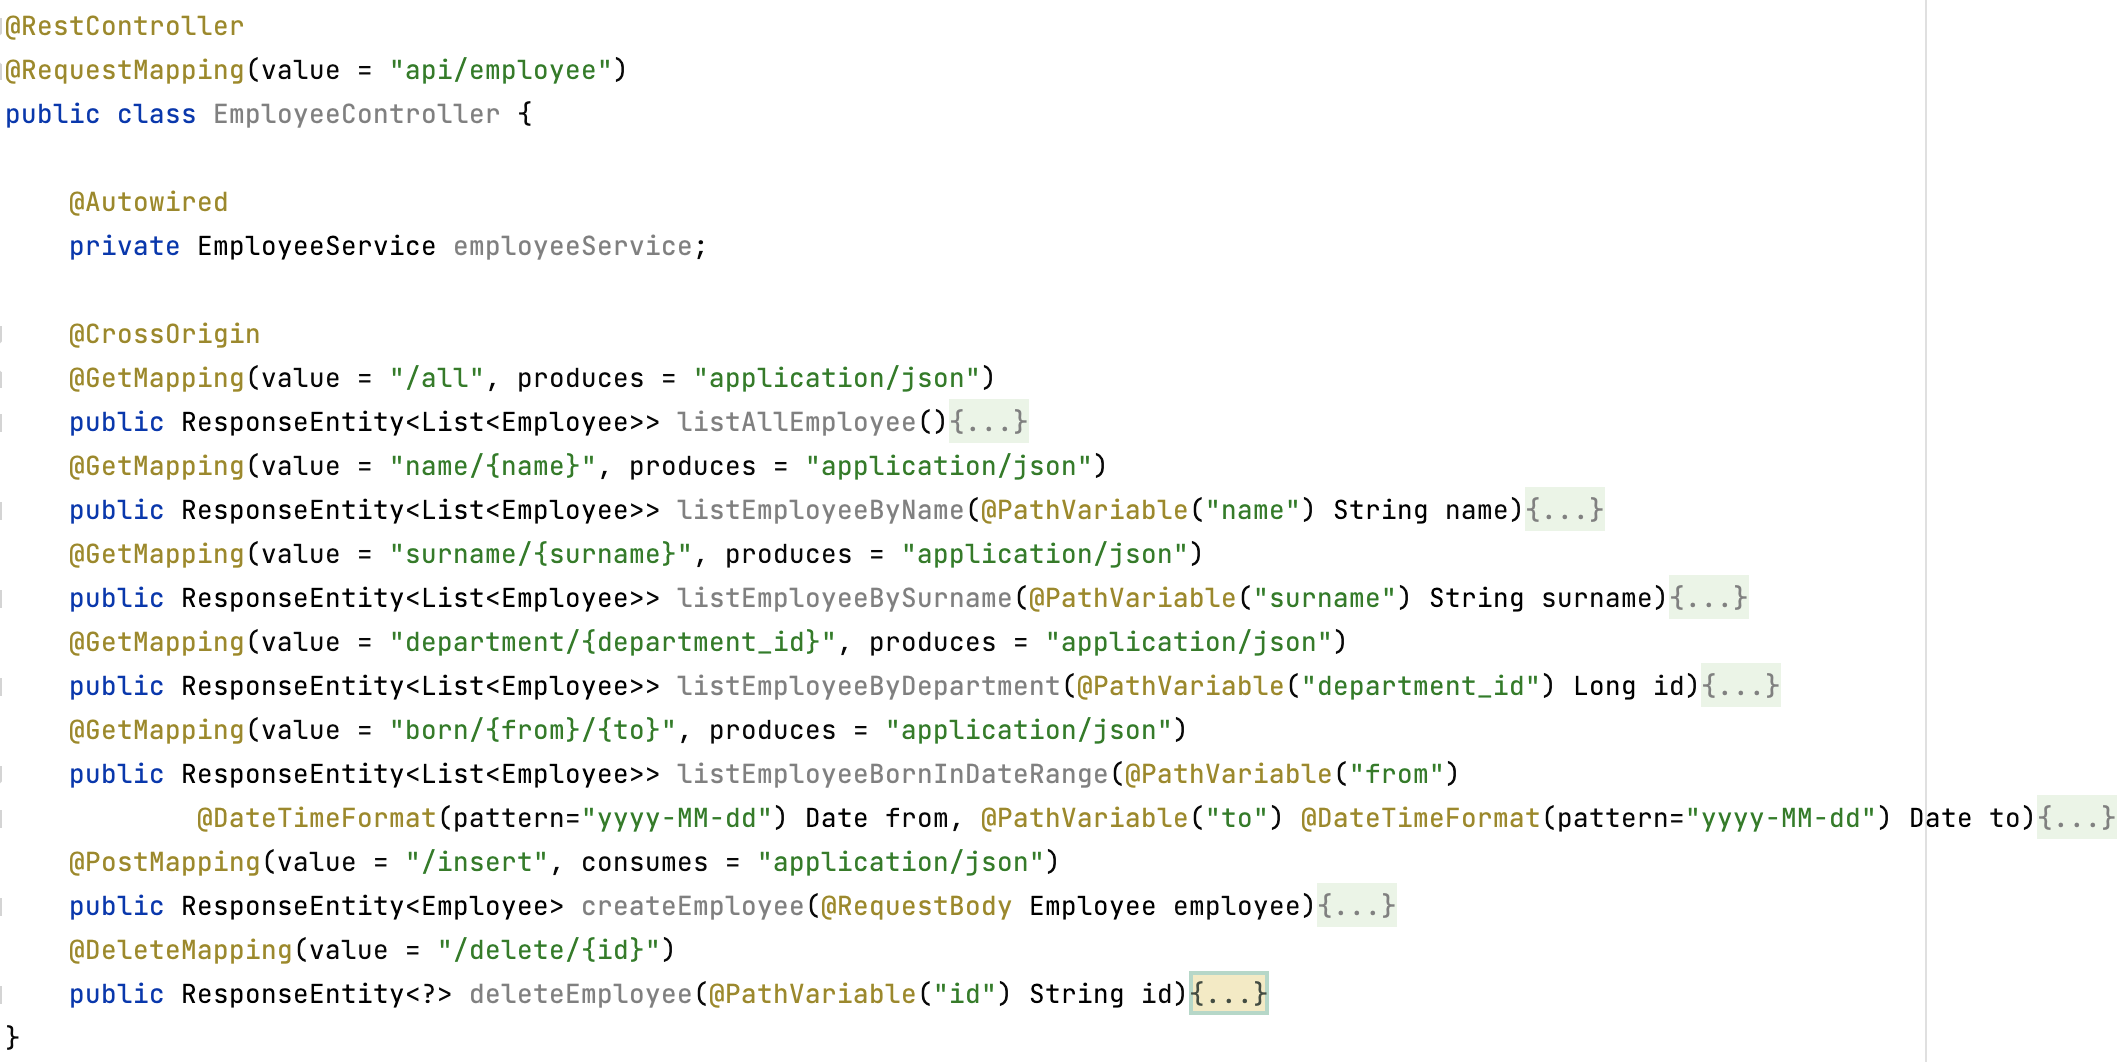 @RestController
@RequestMapping(value = "api/employee")
public class EmployeeController {
@Autowired
private EmployeeService employeeService;
@CrossOrigin
@GetMapping(value = "/all", produces = "application/json")
public ResponseEntity<List<Employee>> listAllEmployee(){...}
@GetMapping(value = "name/{name}", produces = "application/json")
public ResponseEntity<List<Employee>> listEmployeeByName(@PathVariable("name") String name){...}
@GetMapping(value = "surname/{surname}", produces = "application/json")
public ResponseEntity<List<Employee>> listEmployeeBySurname(@PathVariable("surname") String surname){...}
@GetMapping(value = "department/{department_id}", produces = "application/json")
public ResponseEntity<List<Employee>> listEmployeeByDepartment(@PathVariable("department_id") Long id){...}
@GetMapping(value = "born/{from}/{to}", produces = "application/json")
public ResponseEntity<List<Employee>> listEmployeeBornInDateRange(@PathVariable("from")
@DateTimeFormat(pattern="yyyy-MM-dd") Date from, @PathVariable("to") @DateTimeFormat(pattern="yyyy-MM-dd") Date to){...}
@PostMapping(value = "/insert", consumes = "application/json")
public ResponseEntity<Employee> createEmployee(@RequestBody Employee employee){...}
@DeleteMapping(value = "/delete/{id}")
public ResponseEntity<?> deleteEmployee(@PathVariable("id") String id){...}
}